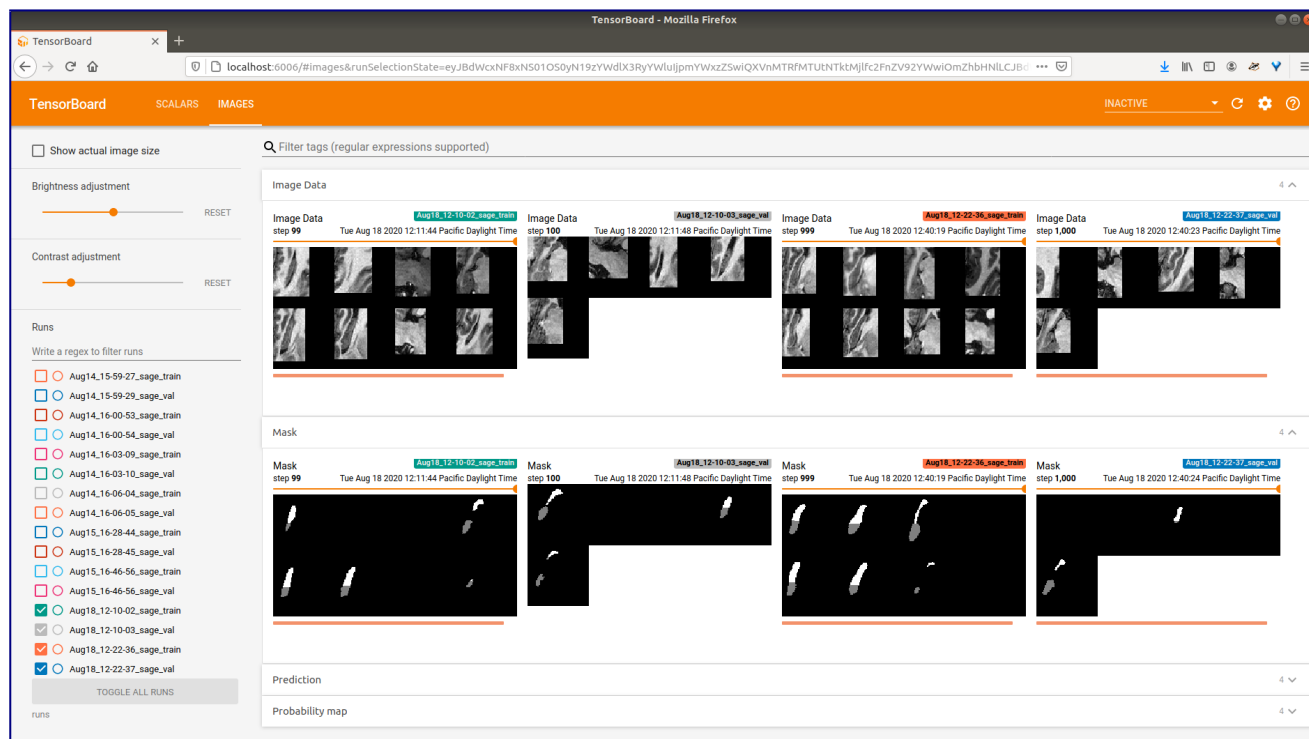 TensorBoard - Mozilla Firefox
TensorBoard
localhost:6006/#images&runSelectionState=
TensorBoard SCALARS IMAGES INACTIVE
Show actual image size
Filter tags (regular expressions supported)
Brightness adjustment
RESET
Contrast adjustment
RESET
Runs
Write a regex to filter runs
Aug14_15-59-27_sage_train
Aug14_15-59-29_sage_val
Aug14_16-00-53_sage_train
Aug14_16-00-54_sage_val
Aug14_16-03-09_sage_train
Aug14_16-03-10_sage_val
Aug14_16-06-04_sage_train
Aug14_16-06-05_sage_val
Aug15_16-28-44_sage_train
Aug15_16-28-45_sage_val
Aug15_16-46-56_sage_train
Aug15_16-46-56_sage_val
Aug18_12-10-02_sage_train
Aug18_12-10-03_sage_val
Aug18_12-22-36_sage_train
Aug18_12-22-37_sage_val
TOGGLE ALL RUNS
runs
Image Data 4
Image Data Aug18_12-10-02_sage_train
step 99 Tue Aug 18 2020 12:11:44 Pacific Daylight Time
Image Data Aug18_12-10-03_sage_val
step 100 Tue Aug 18 2020 12:11:48 Pacific Daylight Time
Image Data Aug18_12-22-36_sage_train
step 999 Tue Aug 18 2020 12:40:19 Pacific Daylight Time
Image Data Aug18_12-22-37_sage_val
step 1,000 Tue Aug 18 2020 12:40:23 Pacific Daylight Time
Mask 4
Mask Aug18_12-10-02_sage_train
step 99 Tue Aug 18 2020 12:11:44 Pacific Daylight Time
Mask Aug18_12-10-03_sage_val
step 100 Tue Aug 18 2020 12:11:48 Pacific Daylight Time
Mask Aug18_12-22-36_sage_train
step 999 Tue Aug 18 2020 12:40:19 Pacific Daylight Time
Mask Aug18_12-22-37_sage_val
step 1,000 Tue Aug 18 2020 12:40:24 Pacific Daylight Time
Prediction 4
Probability map 4